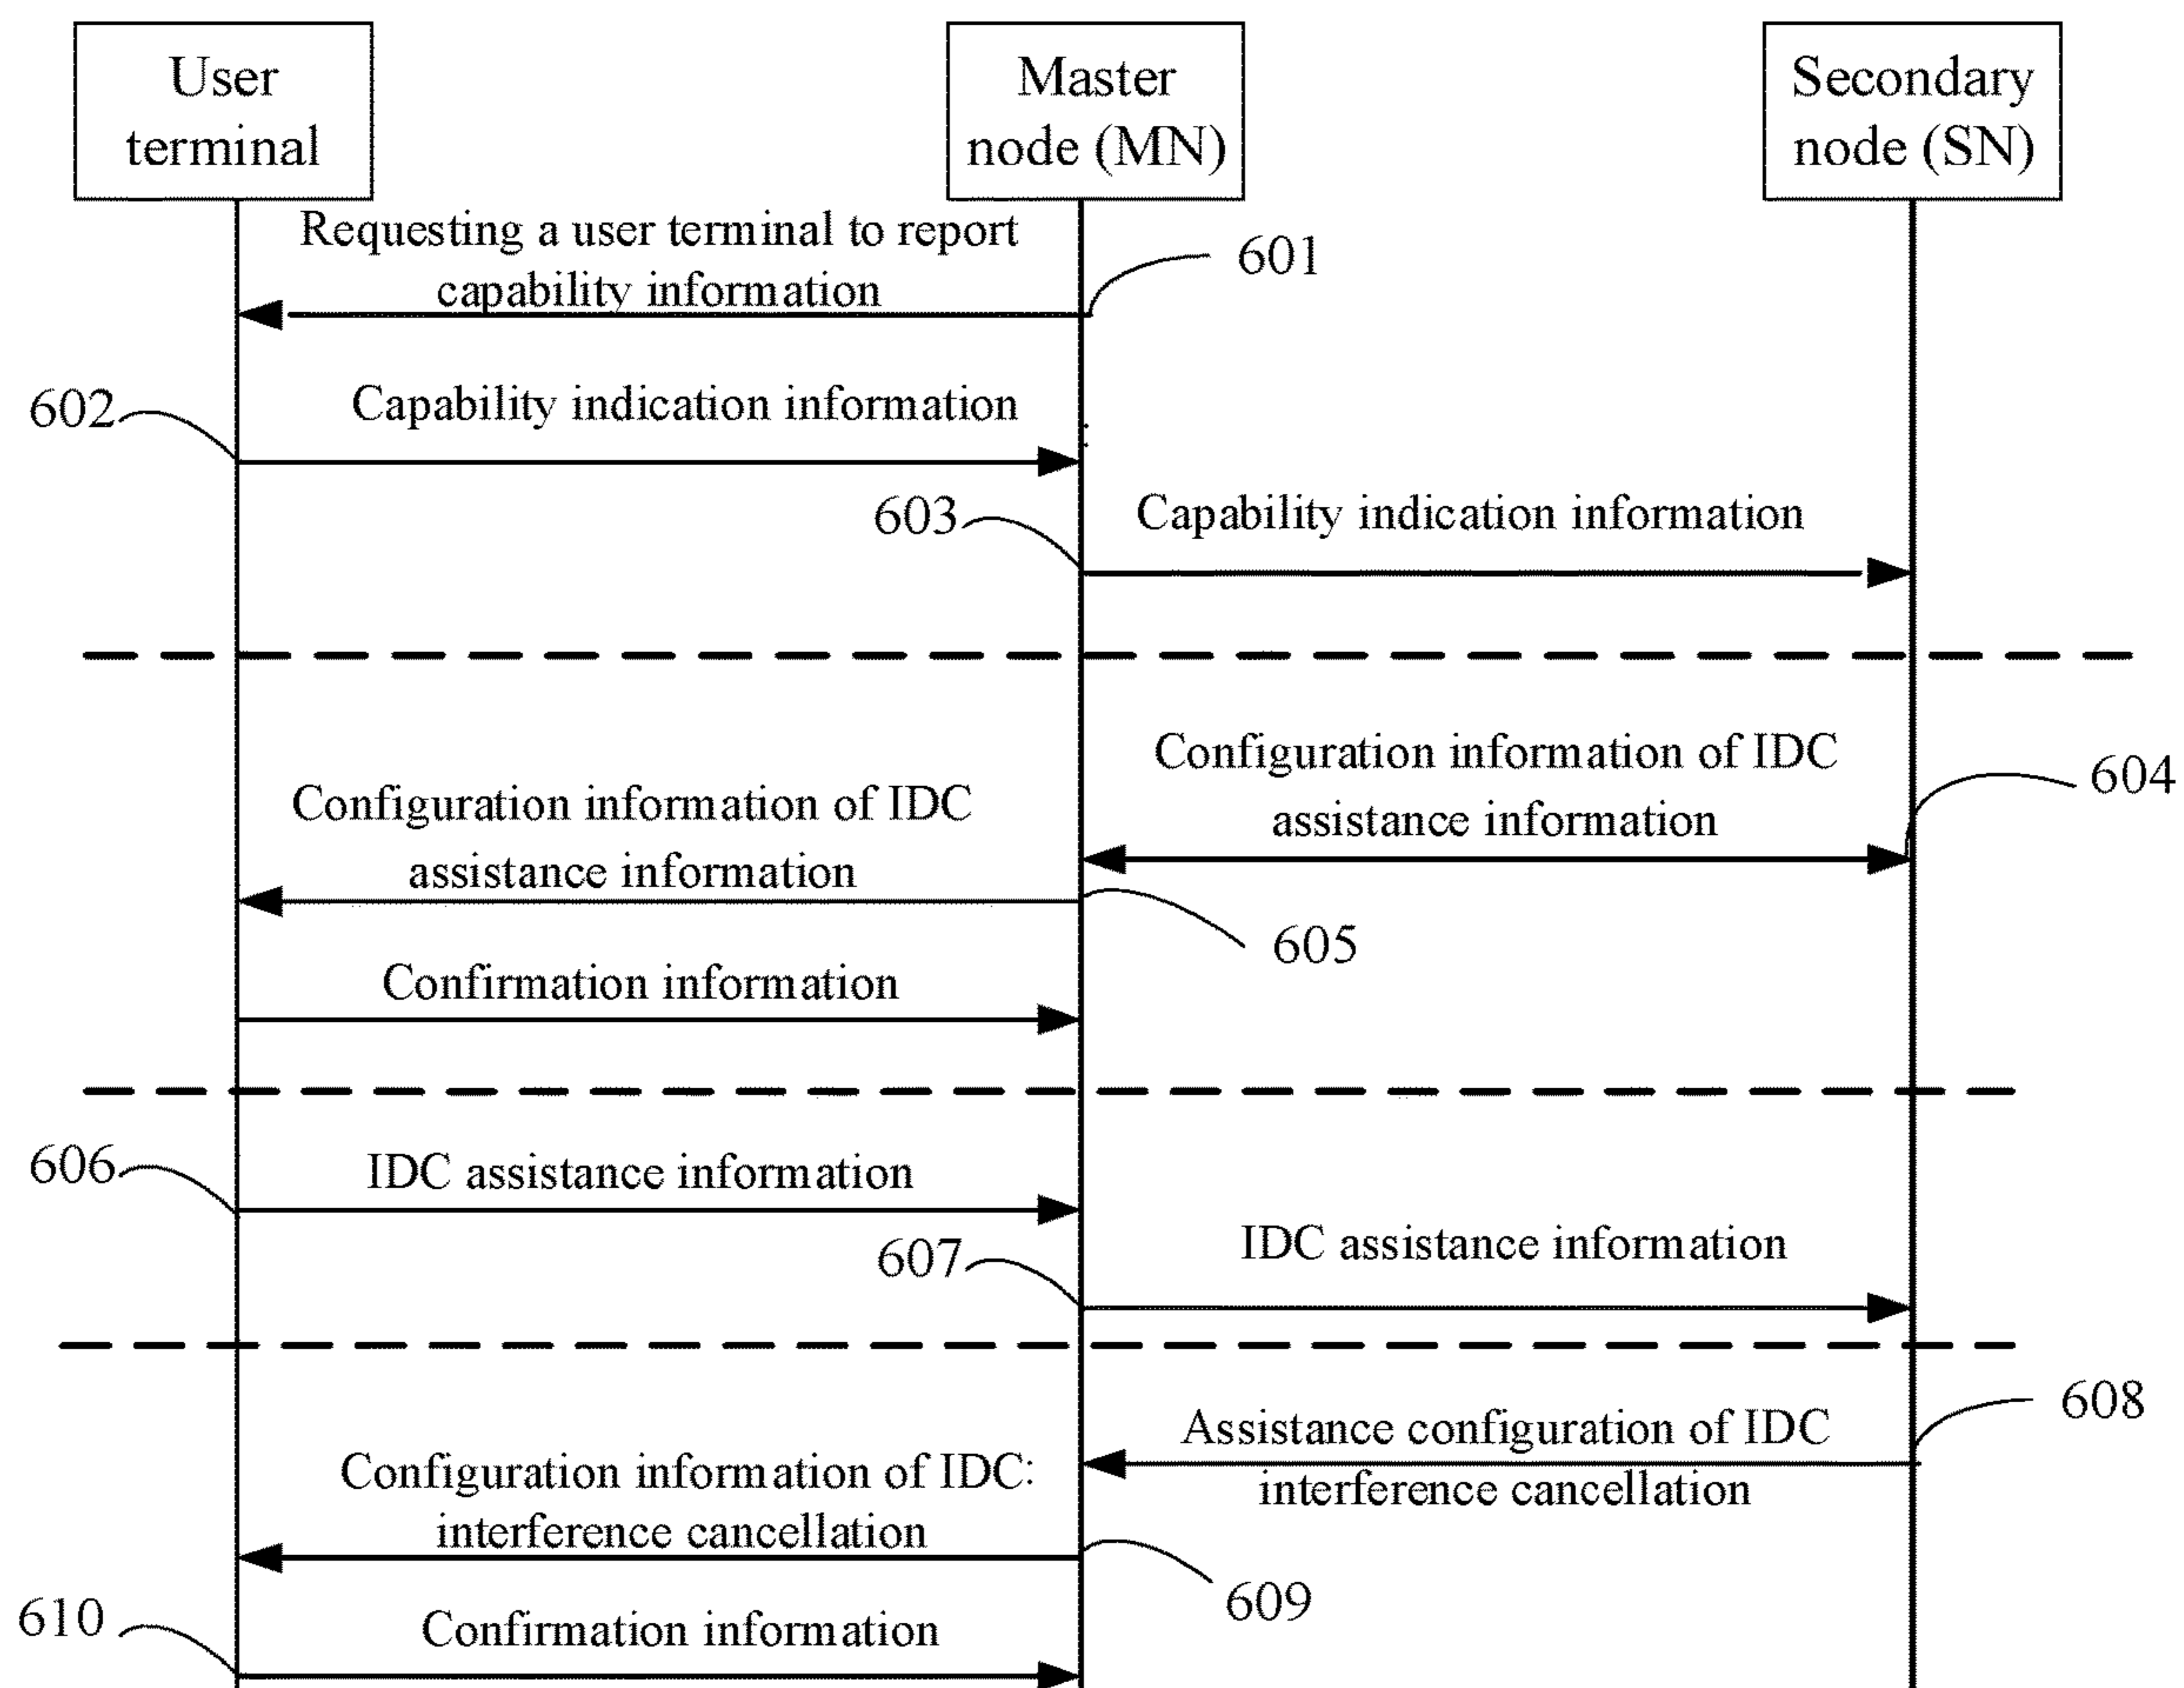 User
terminal
Master
node (MN)
Secondary
node (SN)
Requesting a user terminal to report
capability information
601
602
Capability indication information
603
Capability indication information
Configuration information of IDC
assistance information
604
Configuration information of IDC
assistance information
605
Confirmation information
606
IDC assistance information
607
IDC assistance information
608
Assistance configuration of IDC
interference cancellation
Configuration information of IDC:
interference cancellation
609
610
Confirmation information